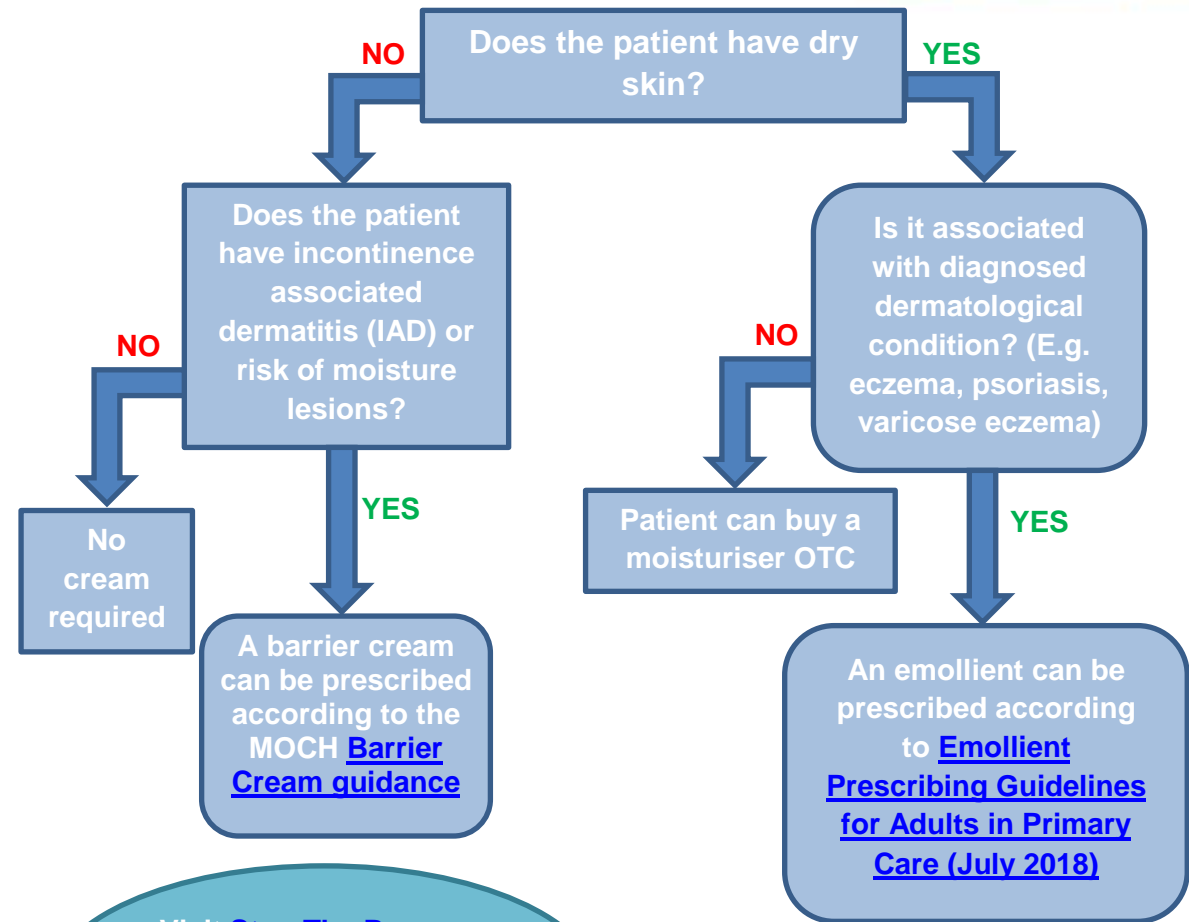 Does the patient have dry
skin?
NO
YES
Does the patient
have incontinence
associated
dermatitis (IAD) or
risk of moisture
lesions?
Is it associated
with diagnosed
dermatological
condition? (E.g.
eczema, psoriasis,
varicose eczema)
NO
YES
NO
YES
No
cream
required
A barrier cream
can be prescribed
according to the
MOCH Barrier
Cream guidance
Patient can buy a
moisturiser OTC
An emollient can be
prescribed according
to Emollient
Prescribing Guidelines
for Adults in Primary
Care (July 2018)
Visit Stop The